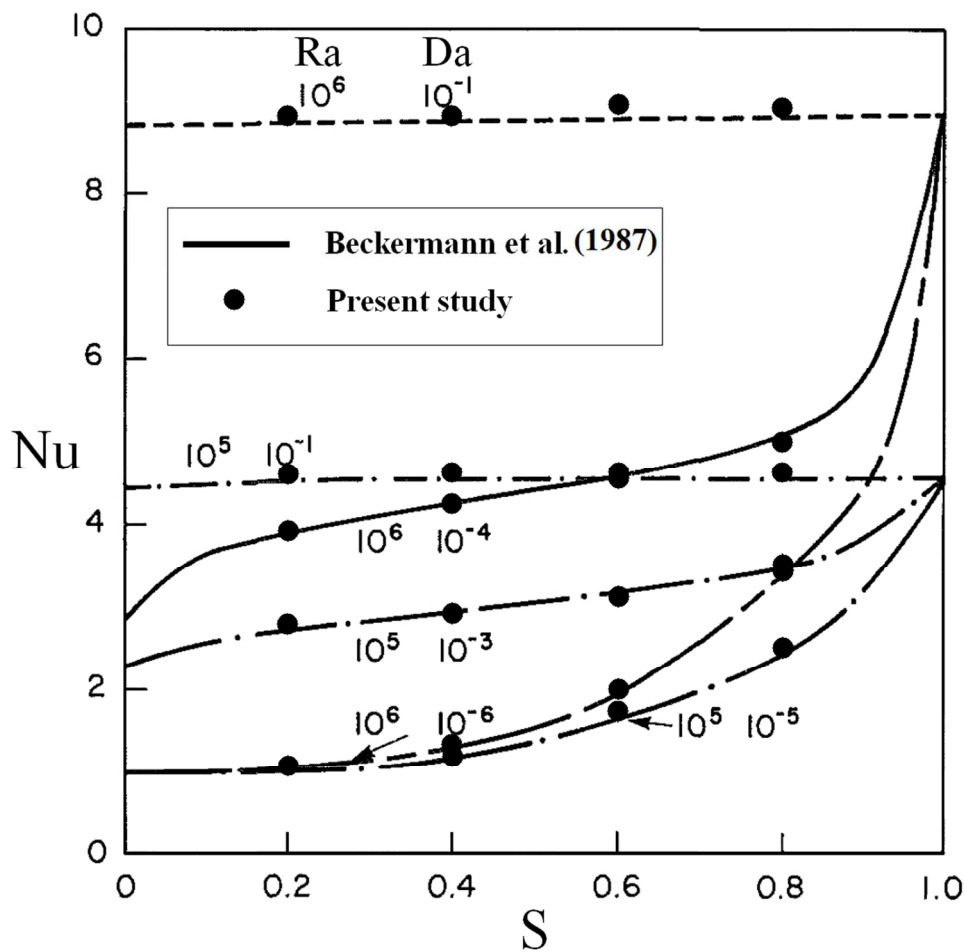 10
Ra Da
10⁶ 10⁻¹
8
Beckermann et al. (1987)
Present study
6
Nu
10⁵ 10⁻¹
4
10⁶ 10⁻⁴
10⁵ 10⁻³
2
10⁶ 10⁻⁶
10⁵ 10⁻⁵
0
0 0.2 0.4 0.6 0.8 1.0
S